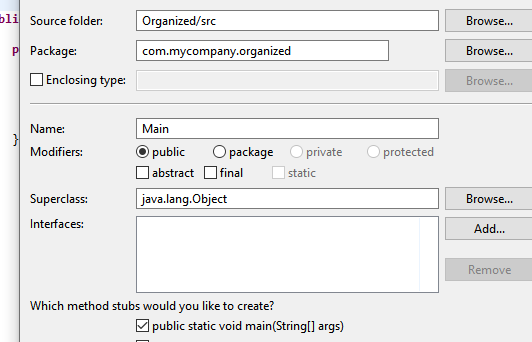 Source folder: Organized/src Browse...
bli
Package: com.mycompany.organized Browse...
p
Enclosing type: Browse...
Name: Main
}
Modifiers: public package private protected
abstract final static
Superclass: java.lang.Object Browse...
Interfaces: Add...
Remove
Which method stubs would you like to create?
public static void main(String[] args)